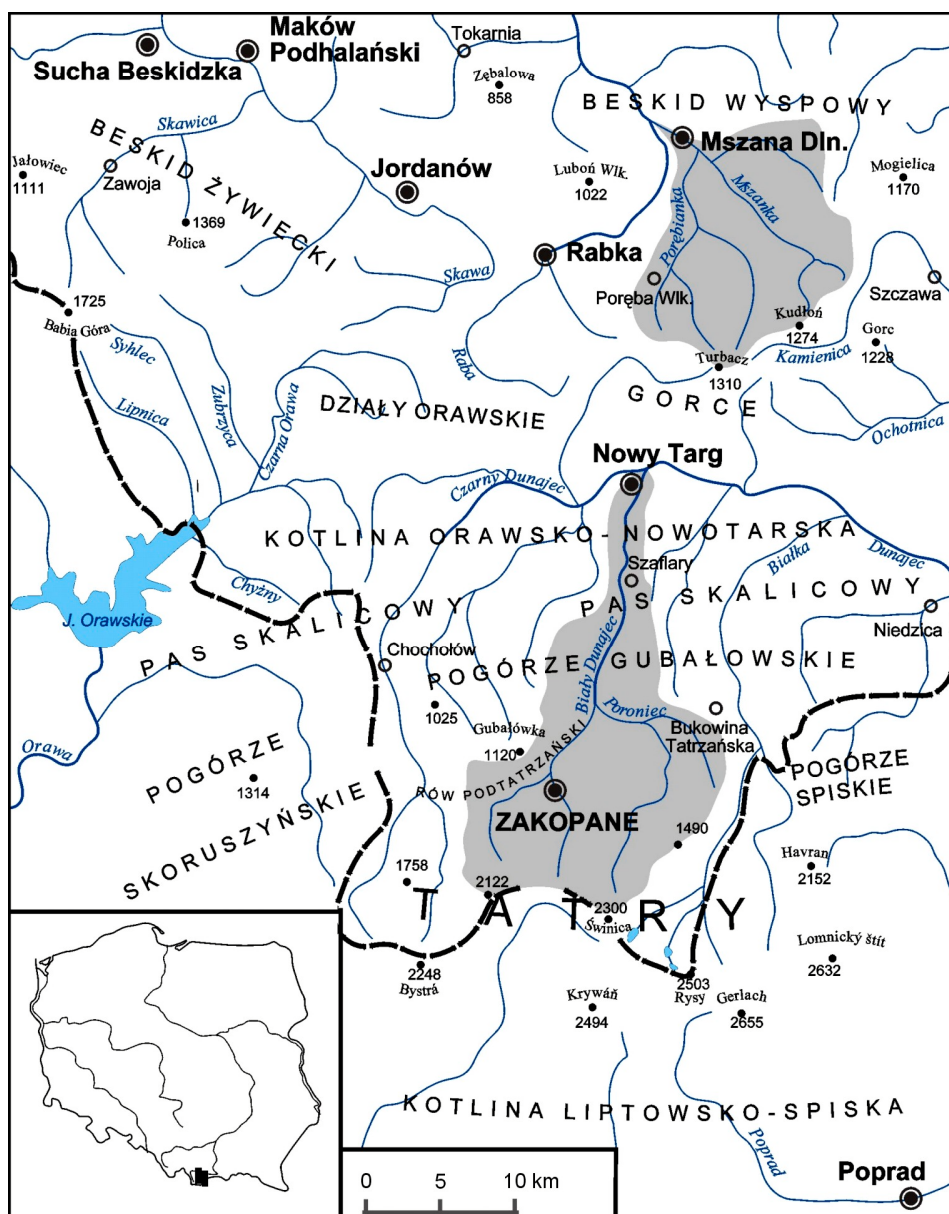 Maków
Podhalański
Sucha Beskidzka
Tokarnia
Zębalowa
858
BESKID WYSPOWY
Mszana Dln.
Skawica
BESKID ŻYWIECKI
Jałowiec
1111
Zawoja
Jordanów
Luboń Wlk.
1022
Mogielica
1170
Mszanka
Porębianka
1369
Polica
Skawa
Rabka
Poręba Wlk.
Szczawa
Kudłoń
1274
Gorc
1228
1725
Babia Góra
Syhlec
Lipnica
Zubrzyca
Czarna Orawa
Raba
Turbacz
1310
Kamienica
DZIAŁY ORAWSKIE
GORCE
Ochotnica
Nowy Targ
Czarny Dunajec
KOTLINA ORAWSKO-NOWOTARSKA
Białka
Dunajec
Szaflary
Chyżny
J. Orawskie
PAS SKALICOWY
PAS SKALICOWY
Niedzica
Chochołów
POGÓRZE GUBAŁOWSKIE
Biały Dunajec
Poroniec
1025
Bukowina
Tatrzańska
Gubałówka
1120
Orawa
POGÓRZE
SKORUSZYŃSKIE
1314
RÓW PODTATRZAŃSKI
ZAKOPANE
POGÓRZE
SPISKIE
1490
Havran
2152
1758
2122
TATRY
2300
Świnica
Lomnický štít
2632
2248
Bystrá
2503
Rysy
Gerlach
2655
Krywáň
2494
KOTLINA LIPTOWSKO-SPISKA
Poprad
Poprad
0 5 10 km